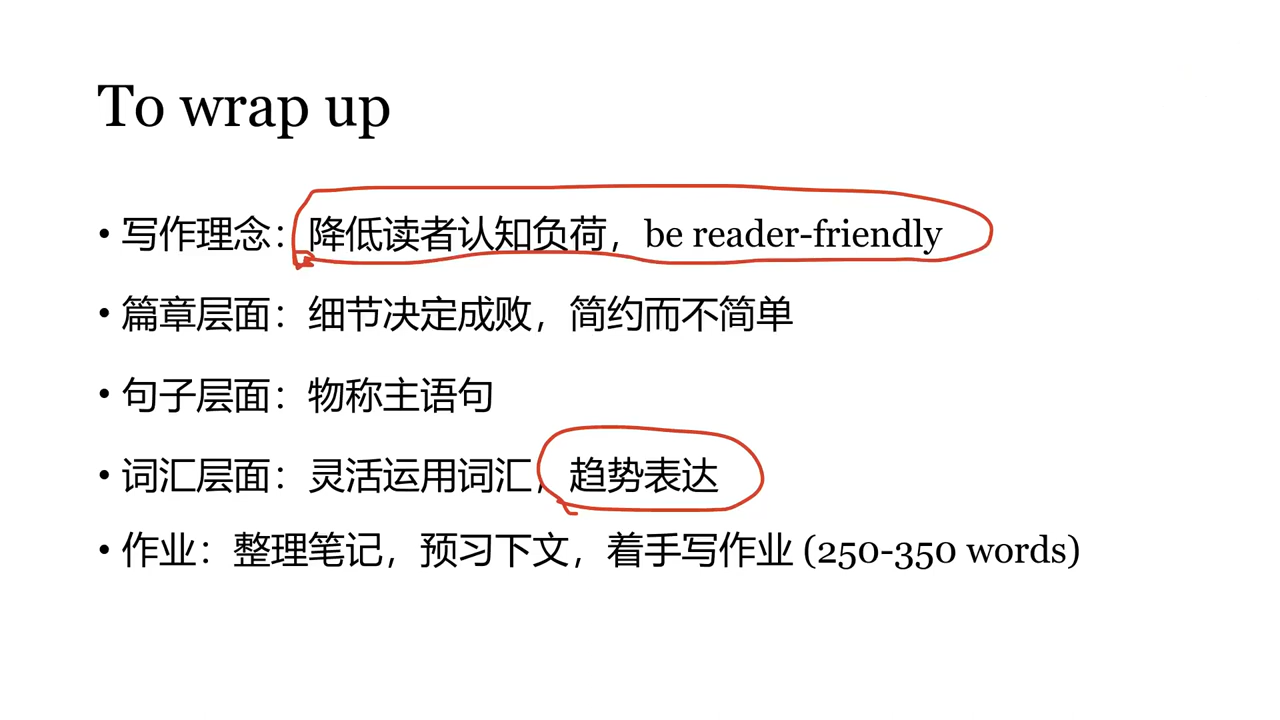 To wrap up
• 写作理念：降低读者认知负荷，be reader-friendly
• 篇章层面：细节决定成败，简约而不简单
• 句子层面：物称主语句
• 词汇层面：灵活运用词汇，趋势表达
• 作业：整理笔记，预习下文，着手写作业 (250-350 words)